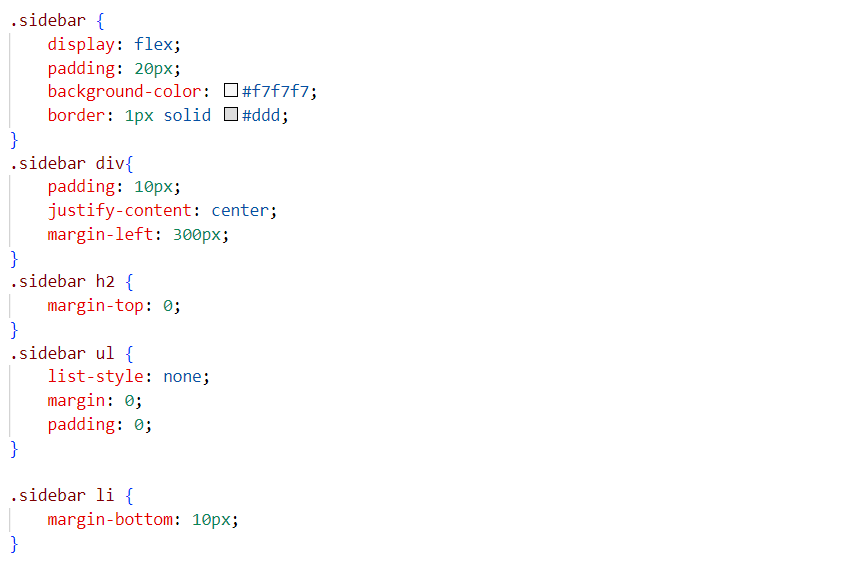 .sidebar {
    display: flex;
    padding: 20px;
    background-color: #f7f7f7;
    border: 1px solid #ddd;
}
.sidebar div{
    padding: 10px;
    justify-content: center;
    margin-left: 300px;
}
.sidebar h2 {
    margin-top: 0;
}
.sidebar ul {
    list-style: none;
    margin: 0;
    padding: 0;
}

.sidebar li {
    margin-bottom: 10px;
}